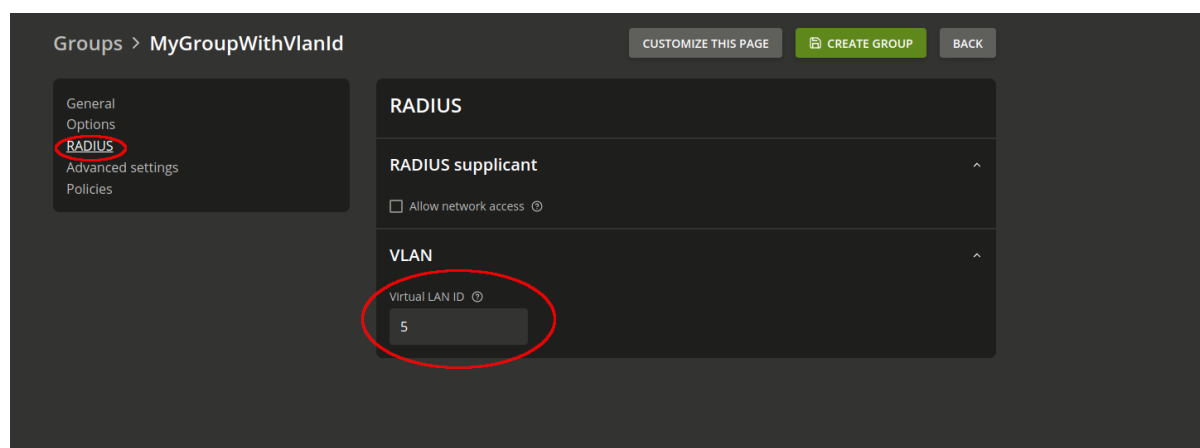 Groups > MyGroupWithVlanId
CUSTOMIZE THIS PAGE
CREATE GROUP
BACK
General
Options
RADIUS
Advanced settings
Policies
RADIUS
RADIUS supplicant
Allow network access
VLAN
Virtual LAN ID
5